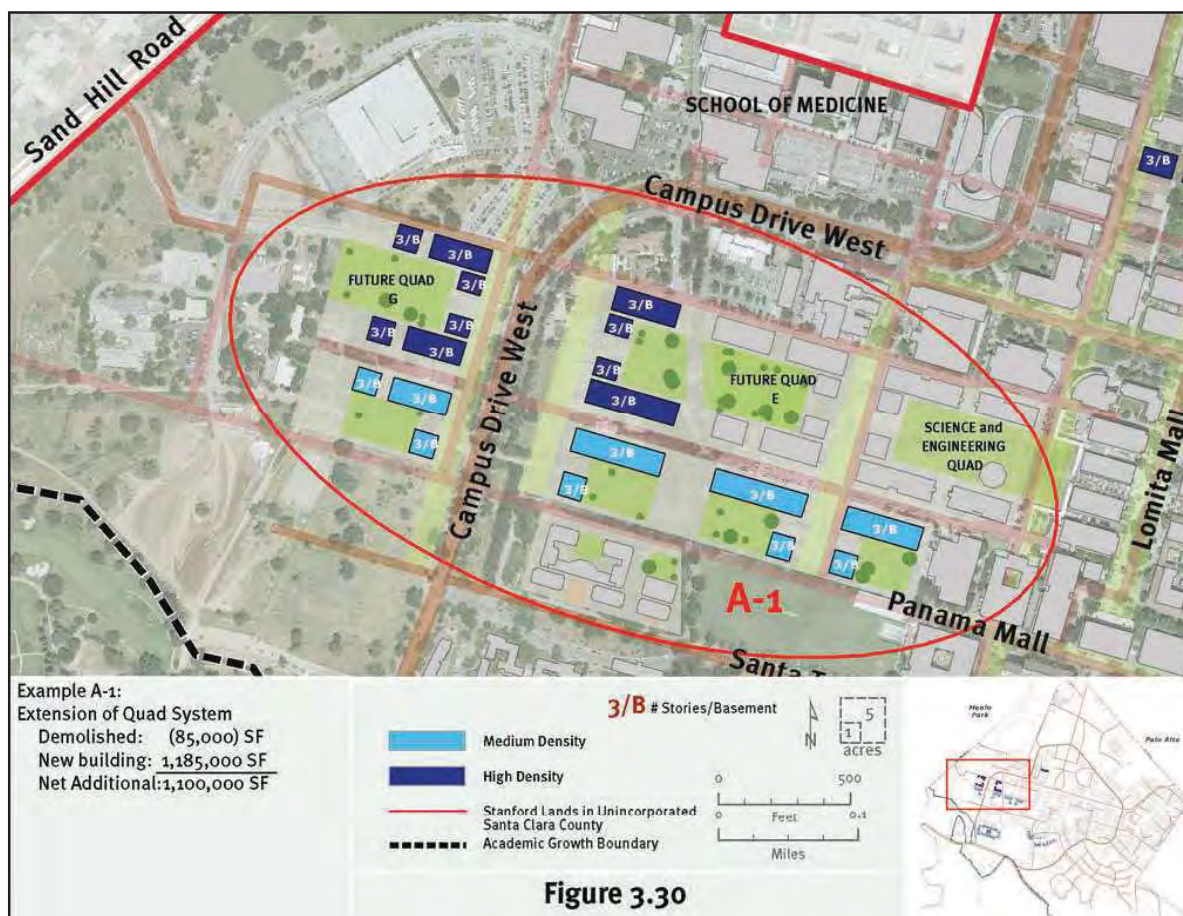 Sand Hill Road
SCHOOL OF MEDICINE
3/B
Campus Drive West
3/B
3/B
3/B
FUTURE QUAD
G
3/B
3/B
3/B
3/B
3/B
3/B
3/B
3/B
3/B
3/B
3/B
Campus Drive West
FUTURE QUAD
E
SCIENCE and
ENGINEERING
QUAD
Lomita Mall
3/B
3/B
3/B
3/B
3/B
3/B
A-1
Panama Mall
Santa T
Example A-1:
Extension of Quad System
Demolished: (85,000) SF
New building: 1,185,000 SF
Net Additional: 1,100,000 SF
3/B # Stories/Basement
N
5
1
acres
Medium Density
High Density
Stanford Lands in Unincorporated
Santa Clara County
Academic Growth Boundary
0 500
Feet
0 0.1
Miles
Menlo
Park
Palo Alto
Figure 3.30